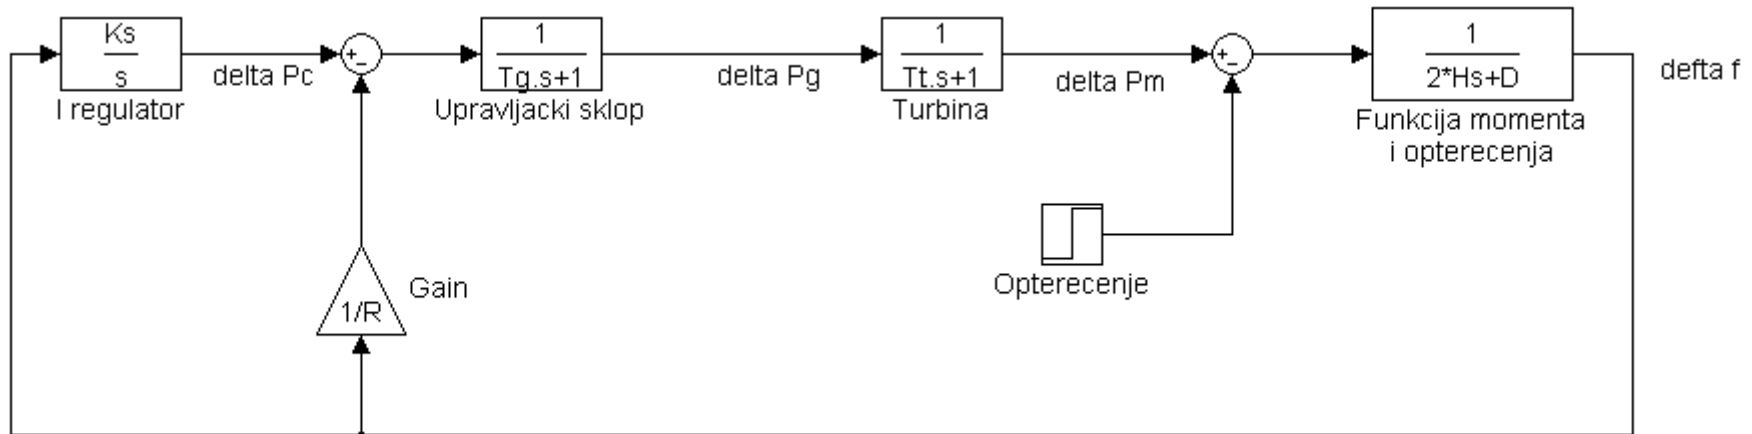 Ks
s
I regulator
delta Pc
+
-
1
Tg.s+1
Upravljacki sklop
delta Pg
1
Tt.s+1
Turbina
delta Pm
+
-
1
2*Hs+D
Funkcija momenta
i opterecenja
defta f
Opterecenje
Gain
1/R